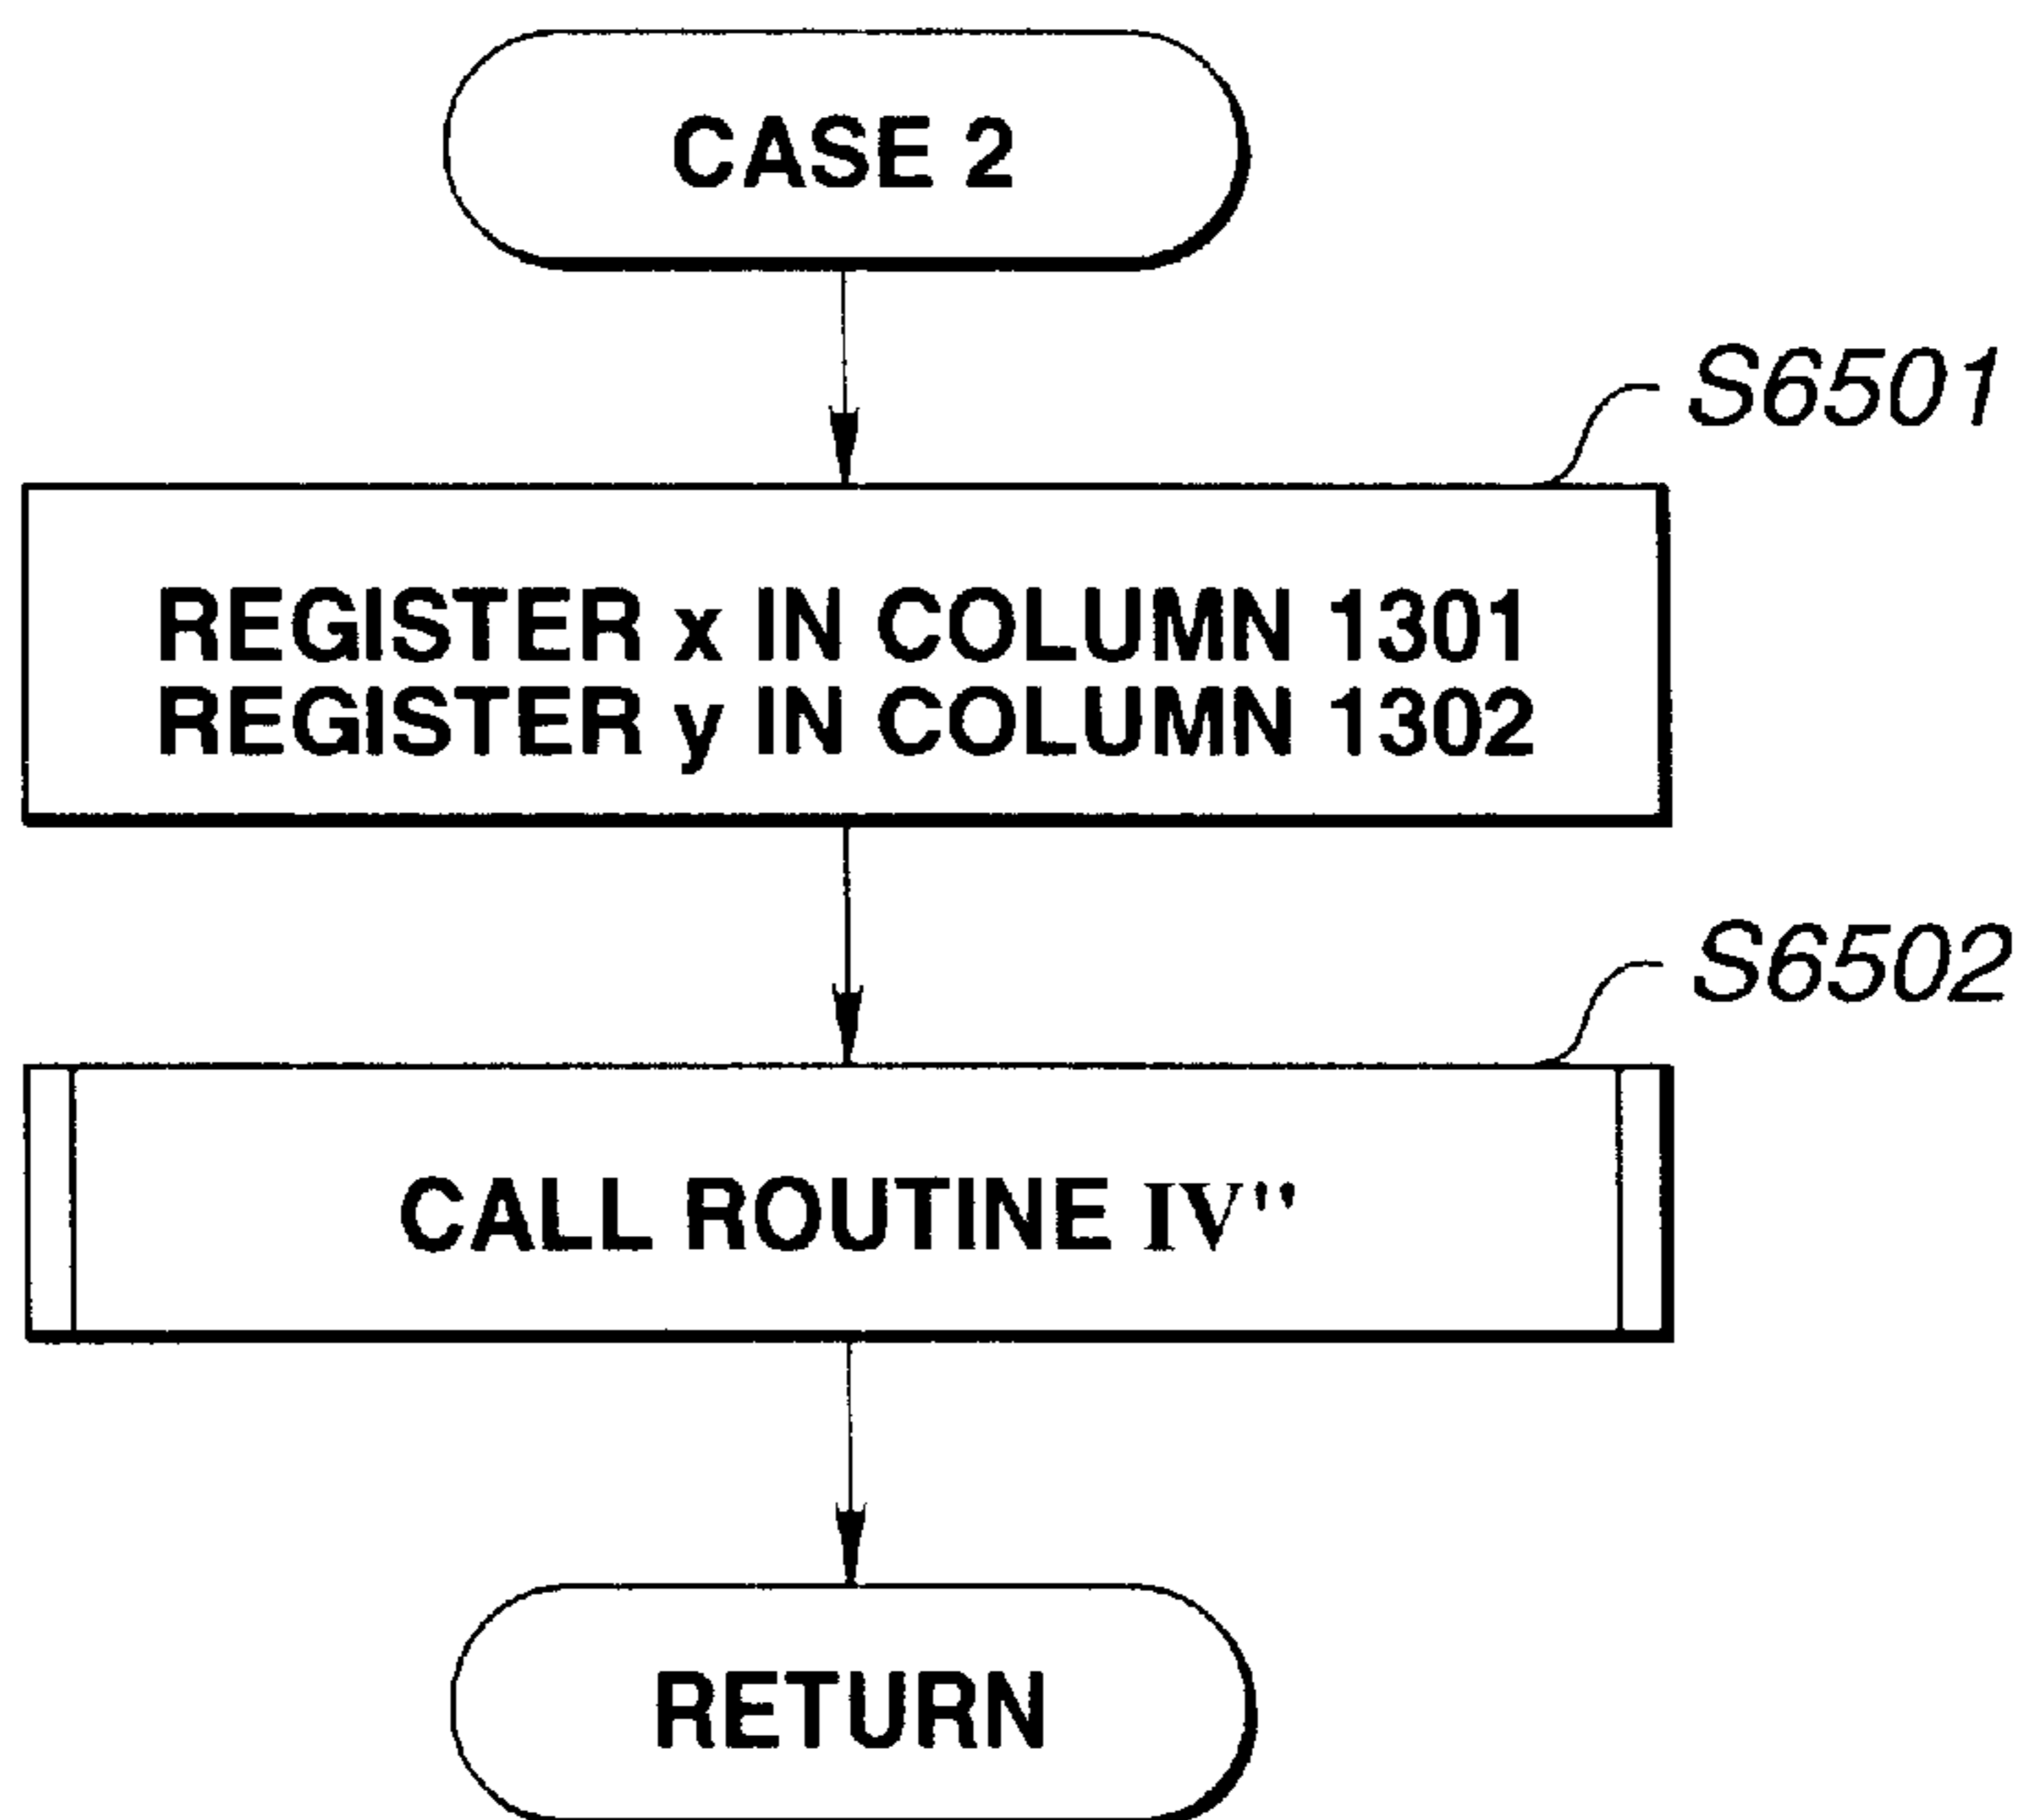 CASE 2
S6501
REGISTER x IN COLUMN 1301
REGISTER y IN COLUMN 1302
S6502
CALL ROUTINE IV''
RETURN